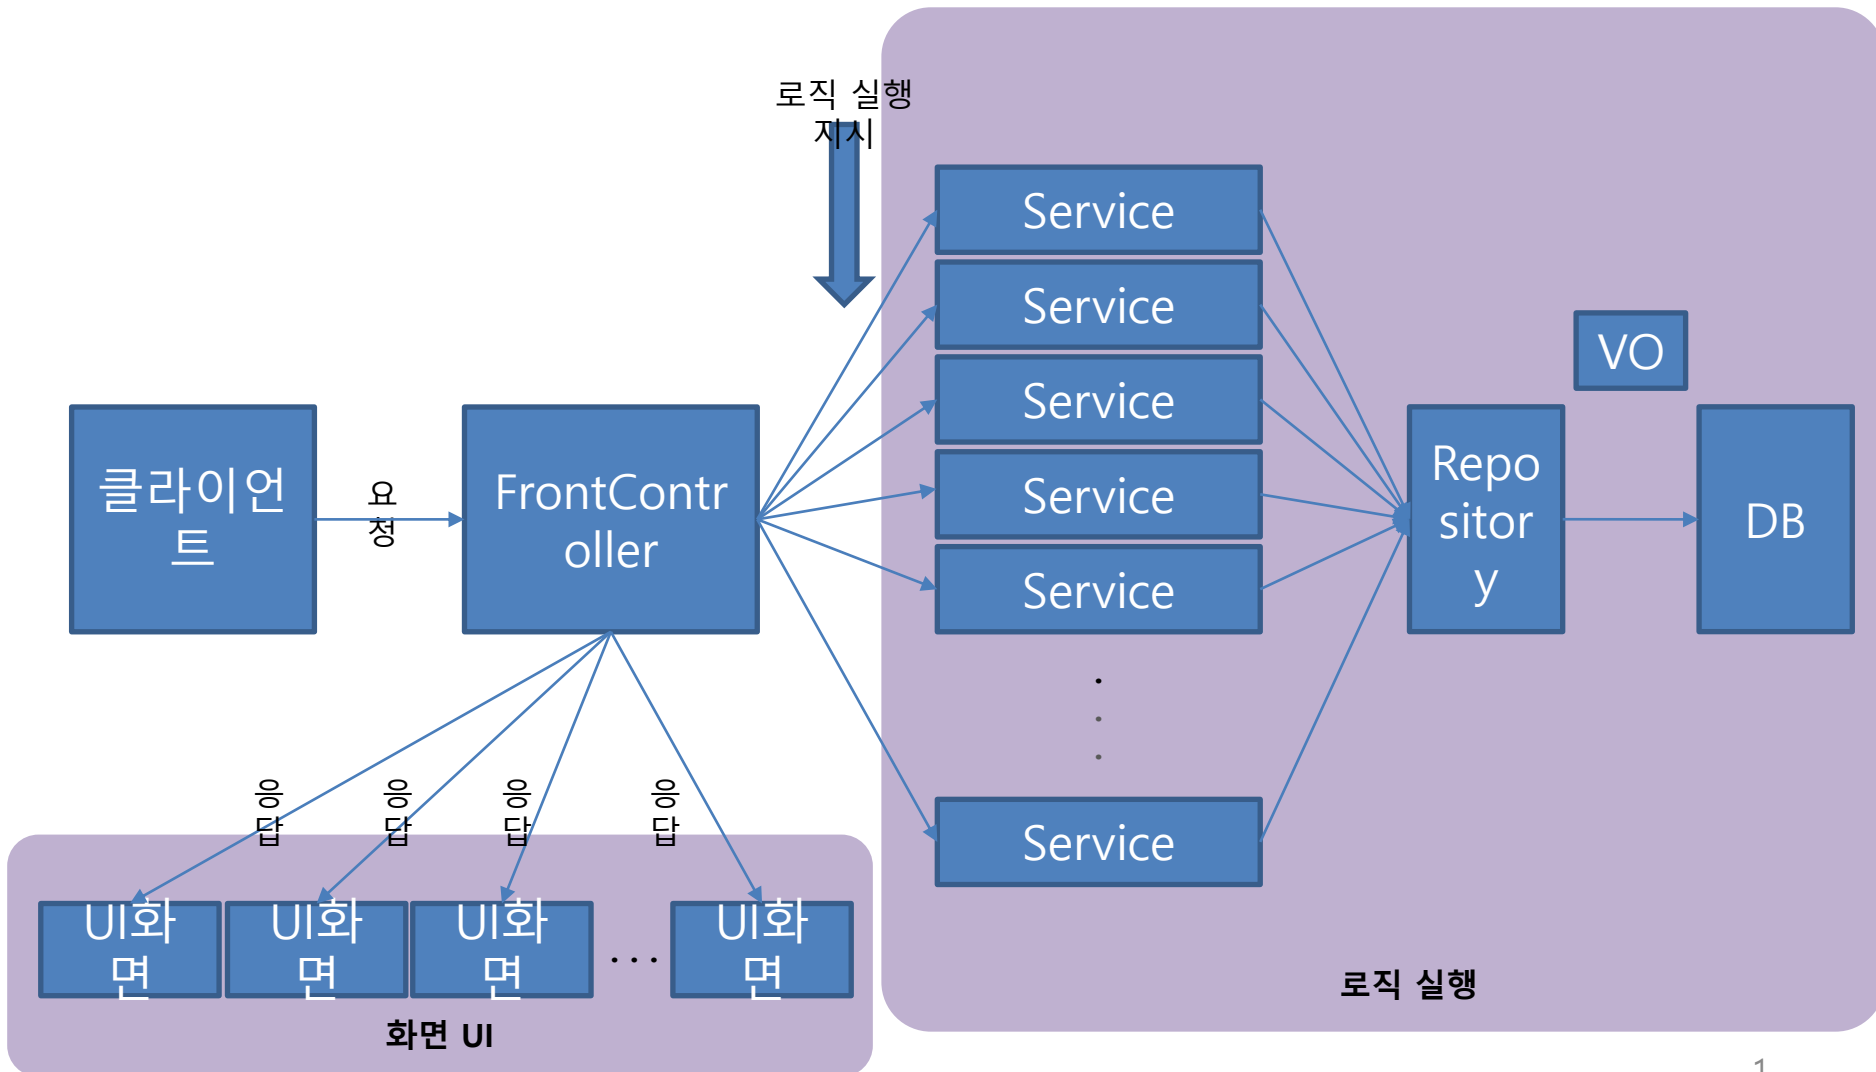 로직 실행
지시
Service
Service
Service
Service
Service
.
.
.
Service
VO
클라이언
트
요
청
FrontContr
oller
Repo
sitor
y
DB
응
답
응
답
응
답
응
답
UI화
면
UI화
면
UI화
면
...
UI화
면
화면 UI
로직 실행
1